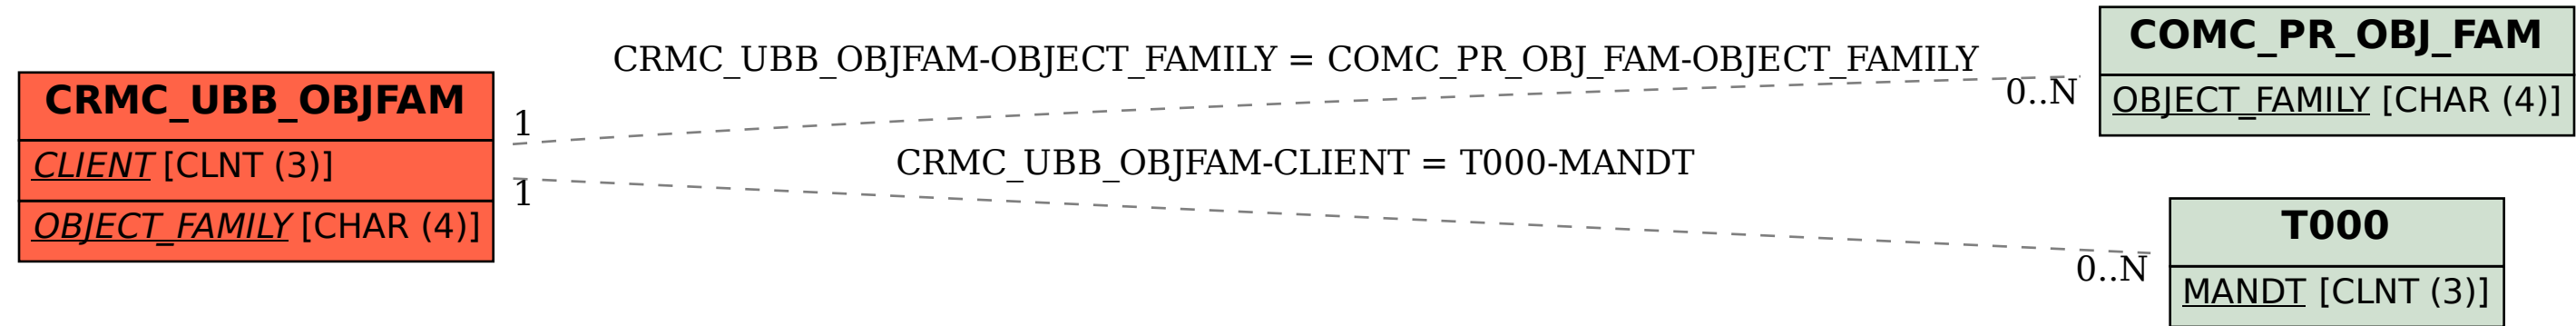 CRMC_UBB_OBJFAM
CLIENT [CLNT (3)]
OBJECT_FAMILY [CHAR (4)]
CRMC_UBB_OBJFAM-OBJECT_FAMILY = COMC_PR_OBJ_FAM-OBJECT_FAMILY
1
0..N
CRMC_UBB_OBJFAM-CLIENT = T000-MANDT
1
0..N
COMC_PR_OBJ_FAM
OBJECT_FAMILY [CHAR (4)]
T000
MANDT [CLNT (3)]